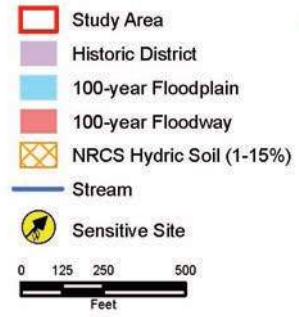 Study Area
Historic District
100-year Floodplain
100-year Floodway
NRCS Hydric Soil (1-15%)
Stream
Sensitive Site
0 125 250 500
Feet